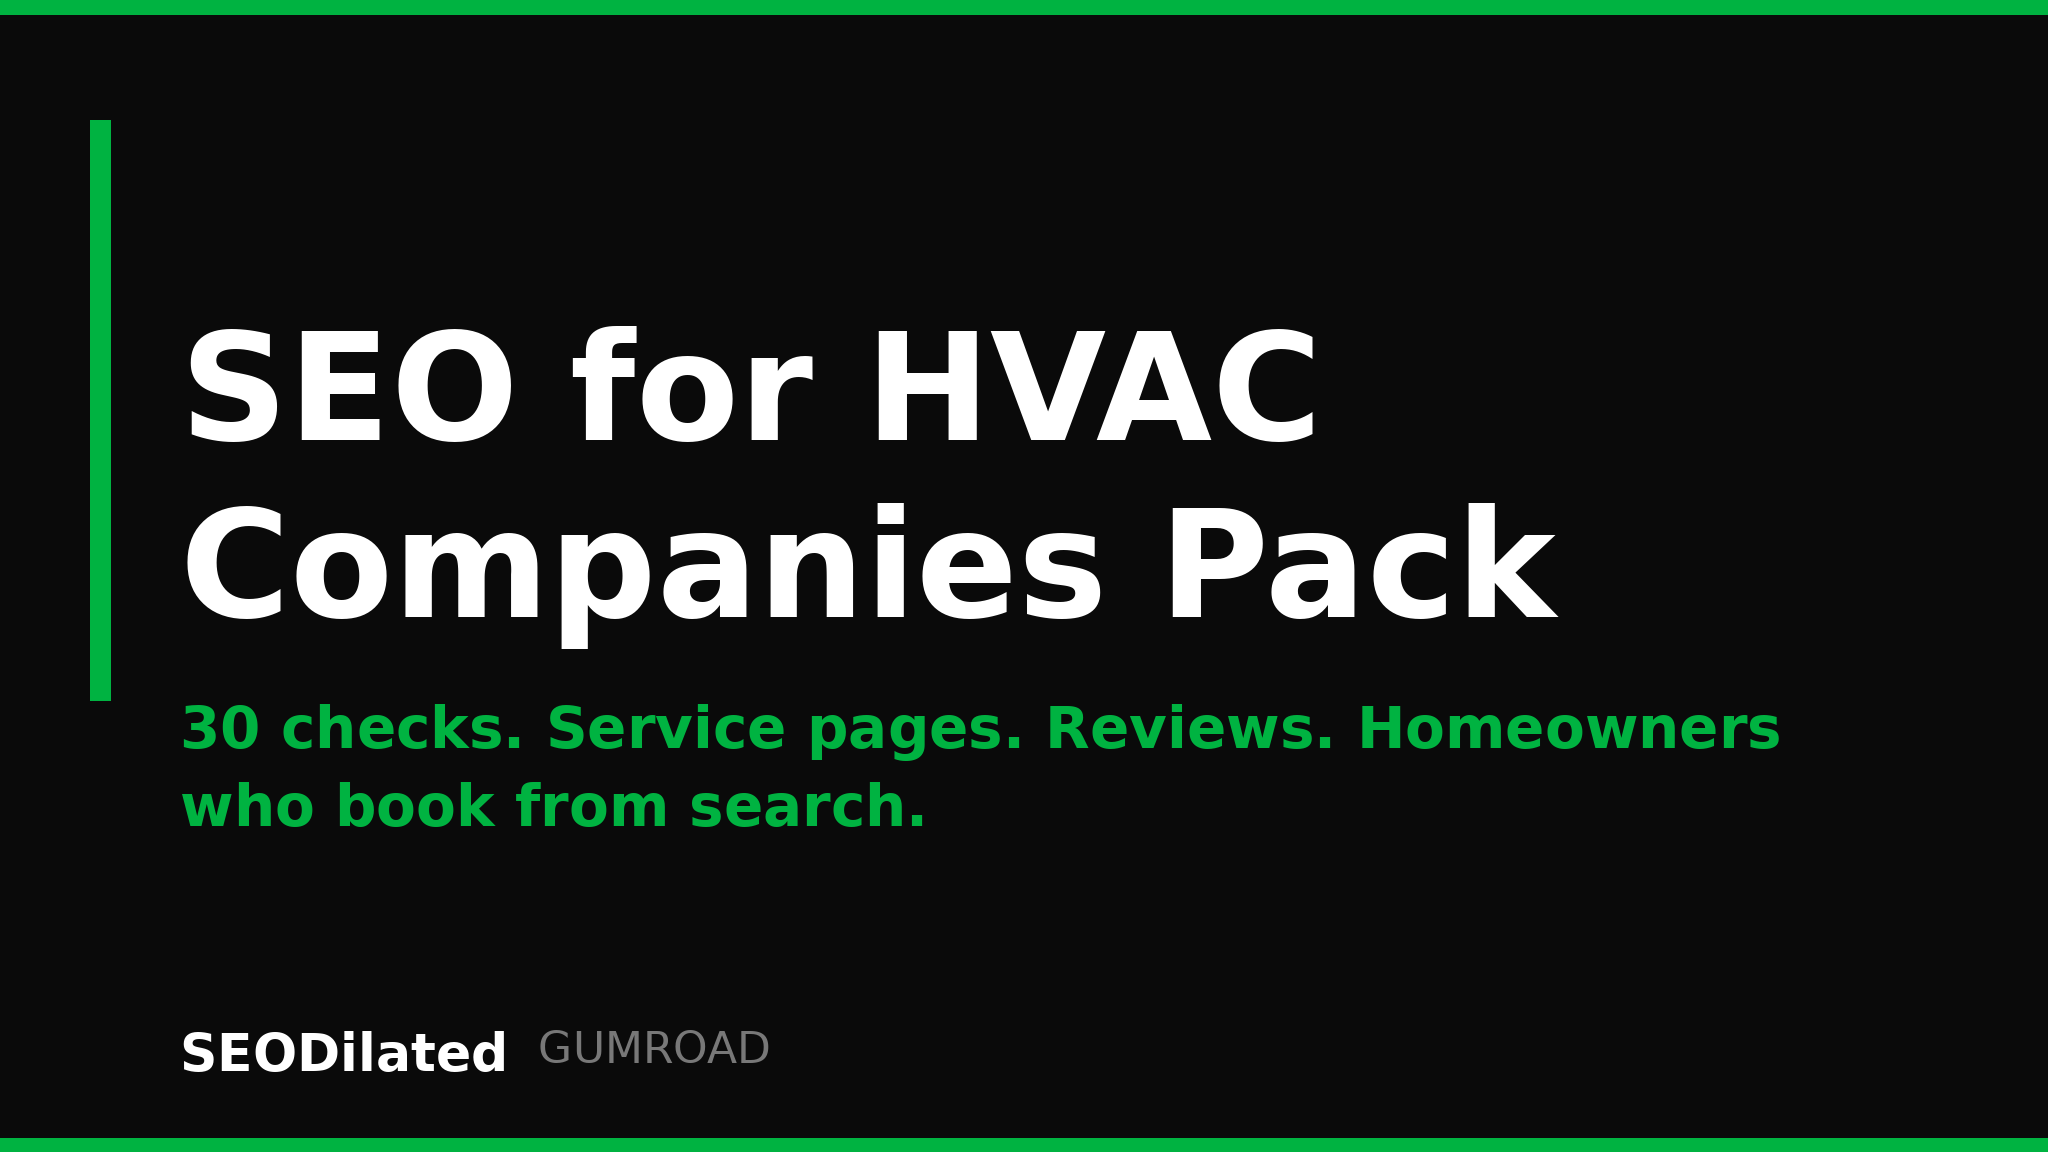 SEO for HVAC
Companies Pack
30 checks. Service pages. Reviews. Homeowners
who book from search.
SEODilated GUMROAD